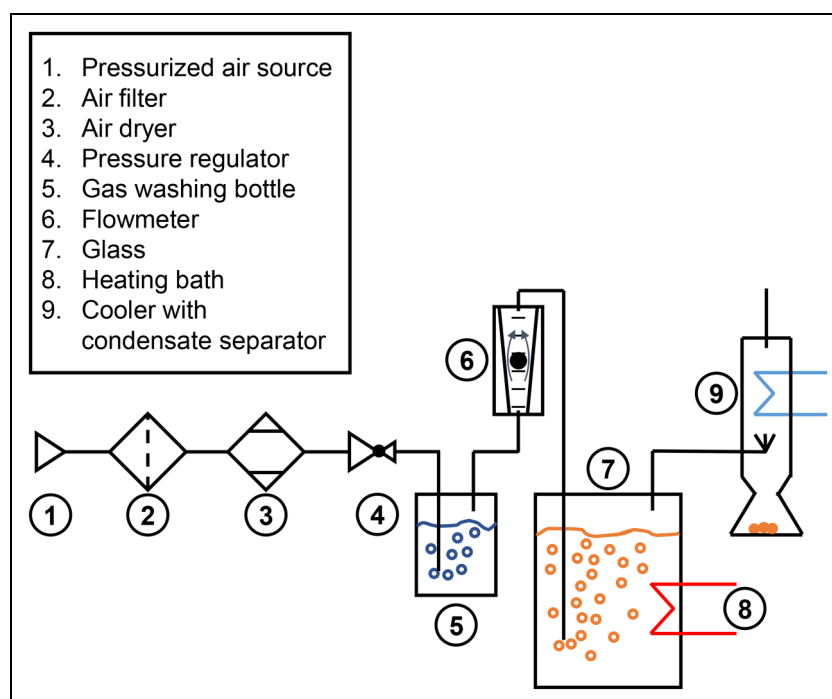 1. Pressurized air source
2. Air filter
3. Air dryer
4. Pressure regulator
5. Gas washing bottle
6. Flowmeter
7. Glass
8. Heating bath
9. Cooler with
condensate separator
6
9
7
1
2
3
4
5
8